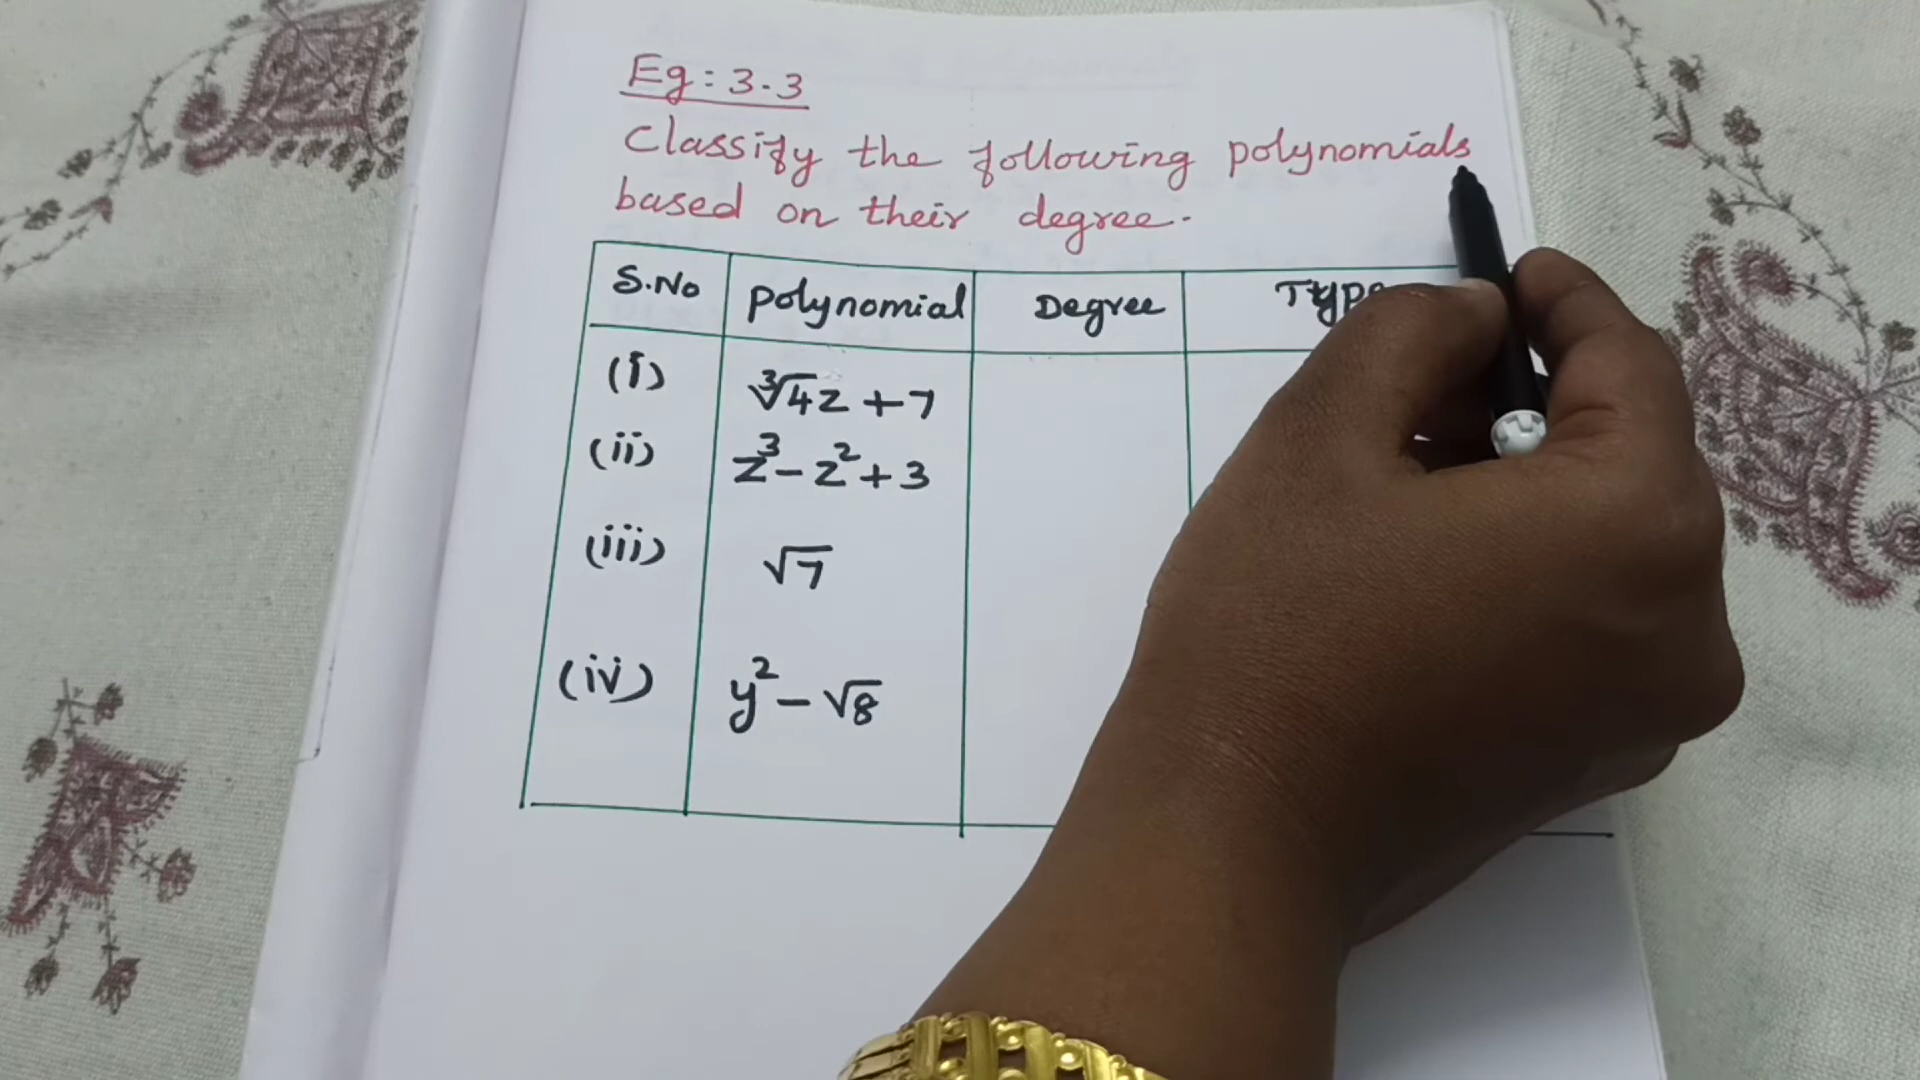 Eg: 3.3
Classify the following polynomials
based on their degree.
S.No polynomial Degree Type
(i) ∛4z + 7
(ii) z³ - z² + 3
(iii) √7
(iv) y² - √8